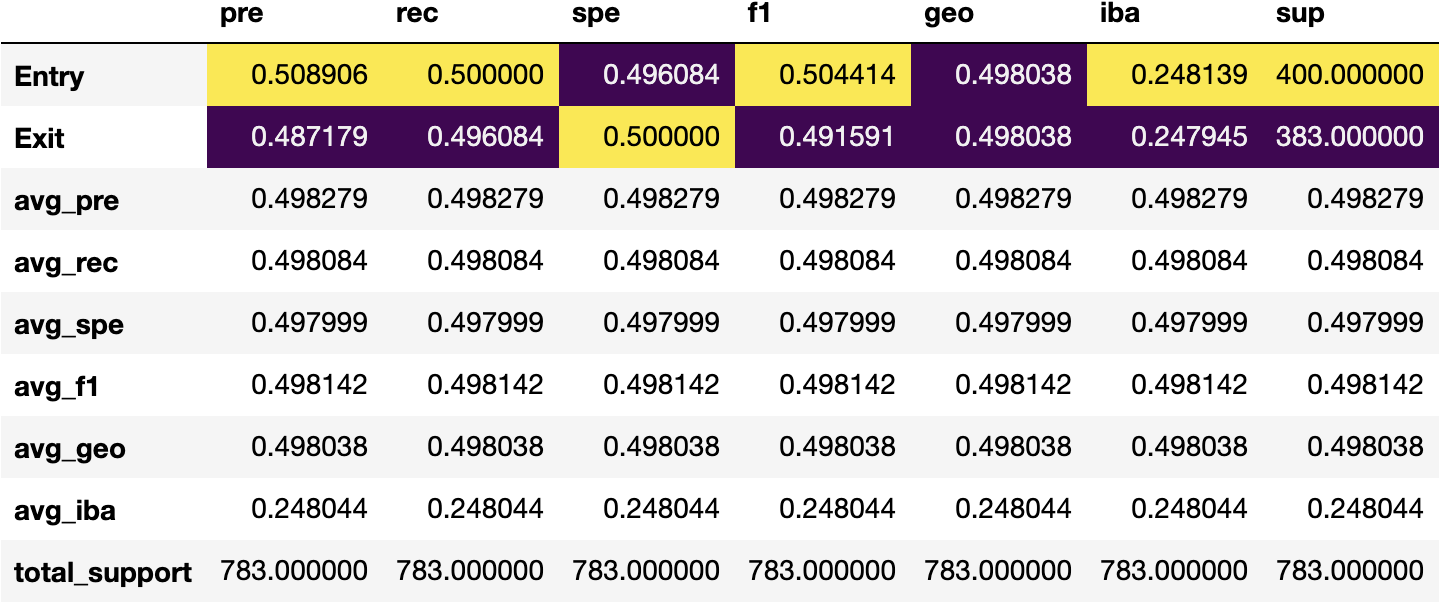 pre rec spe f1 geo iba sup
Entry 0.508906 0.500000 0.496084 0.504414 0.498038 0.248139 400.000000
Exit 0.487179 0.496084 0.500000 0.491591 0.498038 0.247945 383.000000
avg_pre 0.498279 0.498279 0.498279 0.498279 0.498279 0.498279 0.498279
avg_rec 0.498084 0.498084 0.498084 0.498084 0.498084 0.498084 0.498084
avg_spe 0.497999 0.497999 0.497999 0.497999 0.497999 0.497999 0.497999
avg_f1 0.498142 0.498142 0.498142 0.498142 0.498142 0.498142 0.498142
avg_geo 0.498038 0.498038 0.498038 0.498038 0.498038 0.498038 0.498038
avg_iba 0.248044 0.248044 0.248044 0.248044 0.248044 0.248044 0.248044
total_support 783.000000 783.000000 783.000000 783.000000 783.000000 783.000000 783.000000